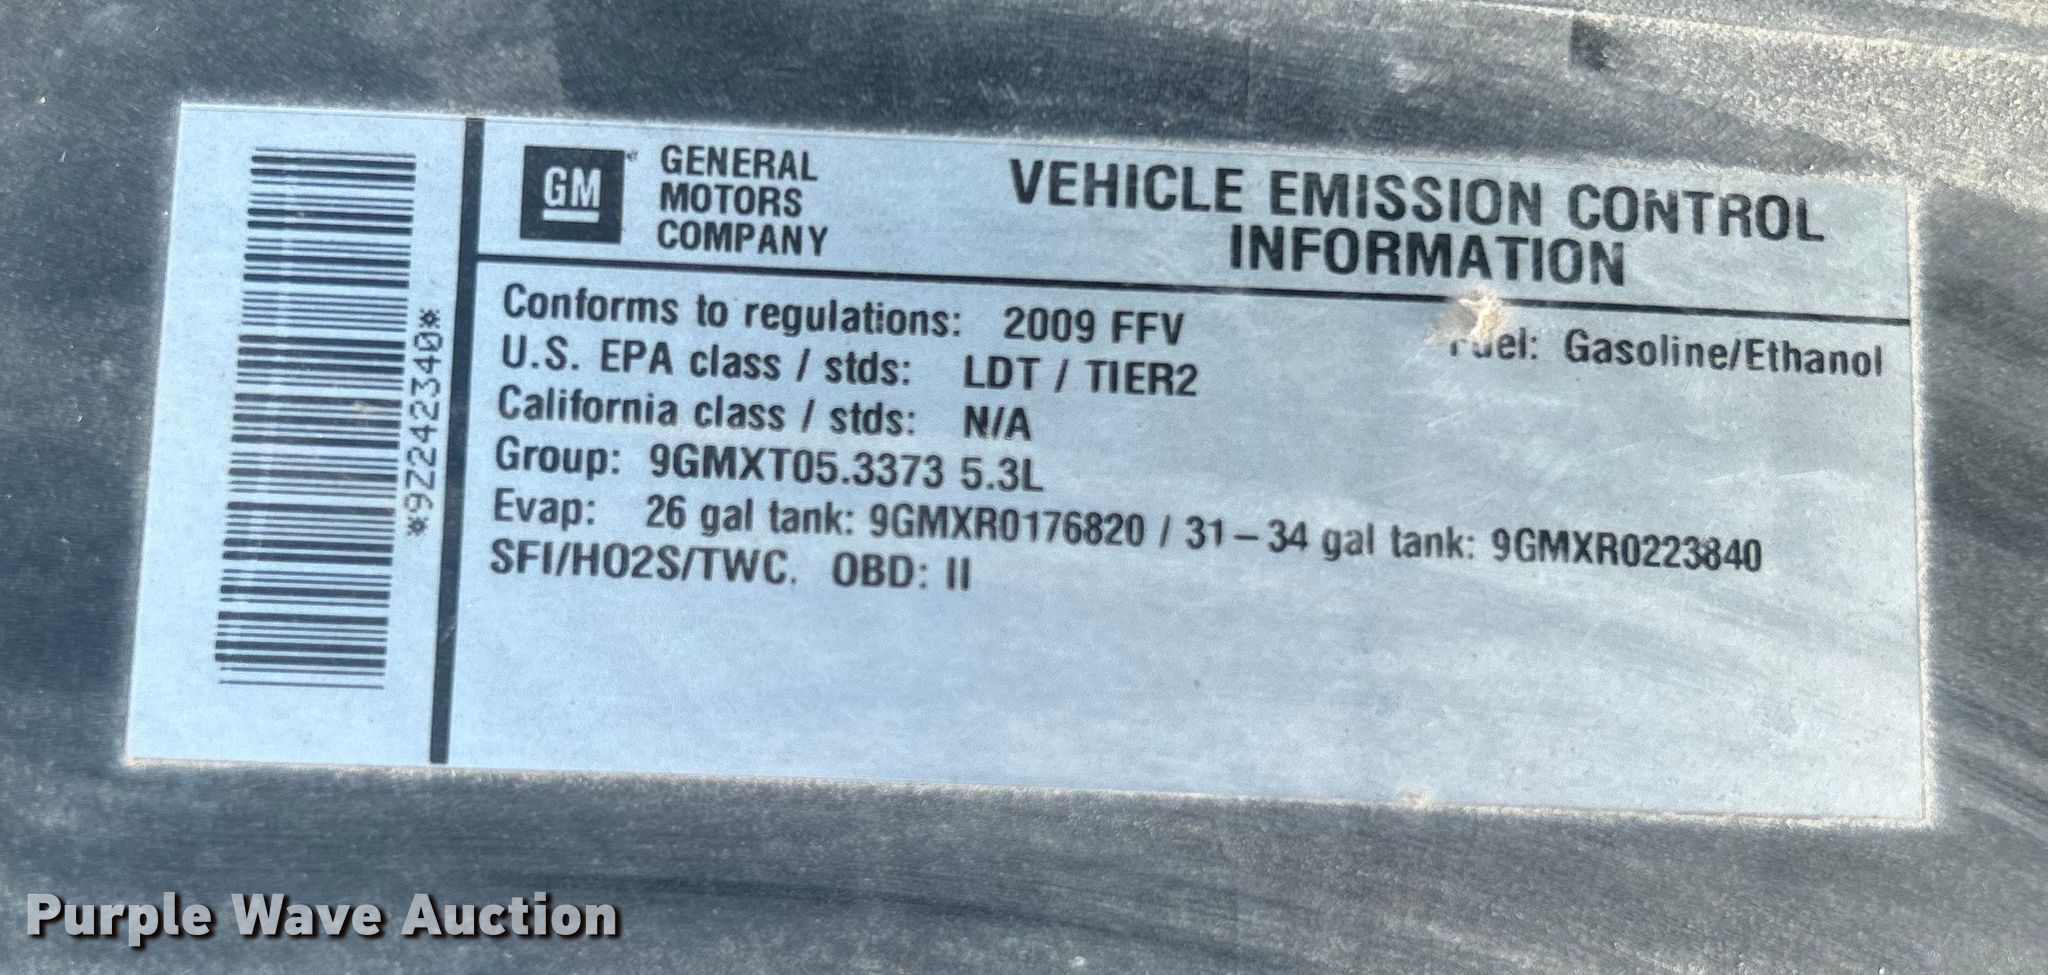 *9Z242340*
GM
GENERAL
MOTORS
COMPANY
VEHICLE EMISSION CONTROL
INFORMATION
Conforms to regulations: 2009 FFV
Fuel: Gasoline/Ethanol
U.S. EPA class / stds: LDT / TIER2
California class / stds: N/A
Group: 9GMXT05.3373 5.3L
Evap: 26 gal tank: 9GMXR0176820 / 31-34 gal tank: 9GMXR0223840
SFI/HO2S/TWC. OBD: II
Purple Wave Auction